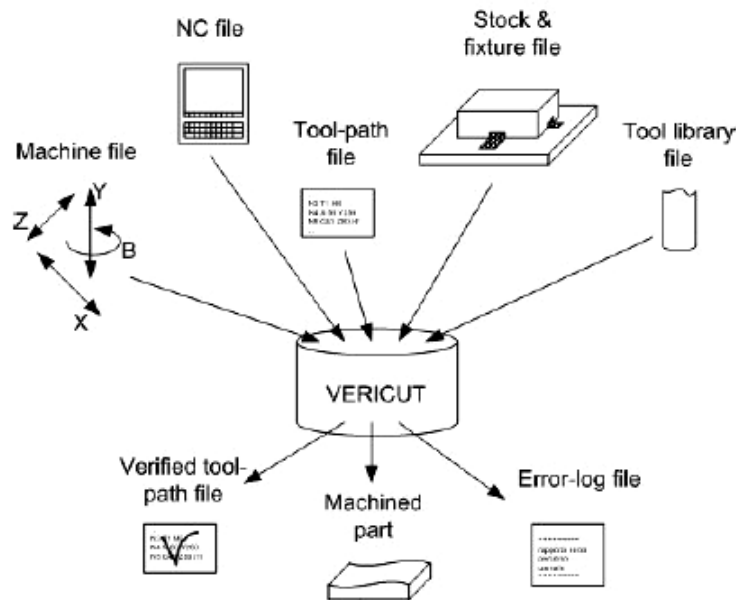 NC file
Stock &
fixture file
Tool-path
file
Tool library
file
Machine file
Y
Z
B
X
VERICUT
Verified tool-
path file
Machined
part
Error-log file